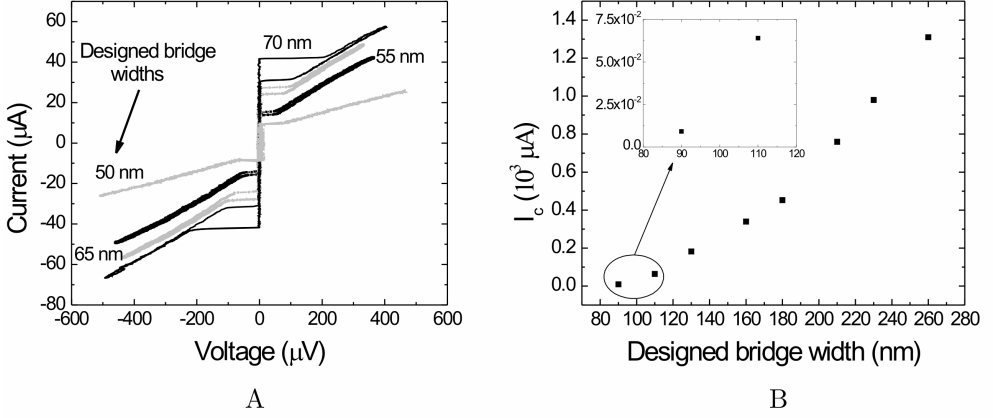 60
40
20
0
-20
-40
-60
-80
Current (μA)
Designed bridge
widths
70 nm
55 nm
50 nm
65 nm
-600 -400 -200 0 200 400 600
Voltage (μV)
A
1.4
1.2
1.0
0.8
0.6
0.4
0.2
0.0
I_c (10³ μA)
7.5x10⁻²
5.0x10⁻²
2.5x10⁻²
0.0
80 90 100 110 120
80 100 120 140 160 180 200 220 240 260 280
Designed bridge width (nm)
B